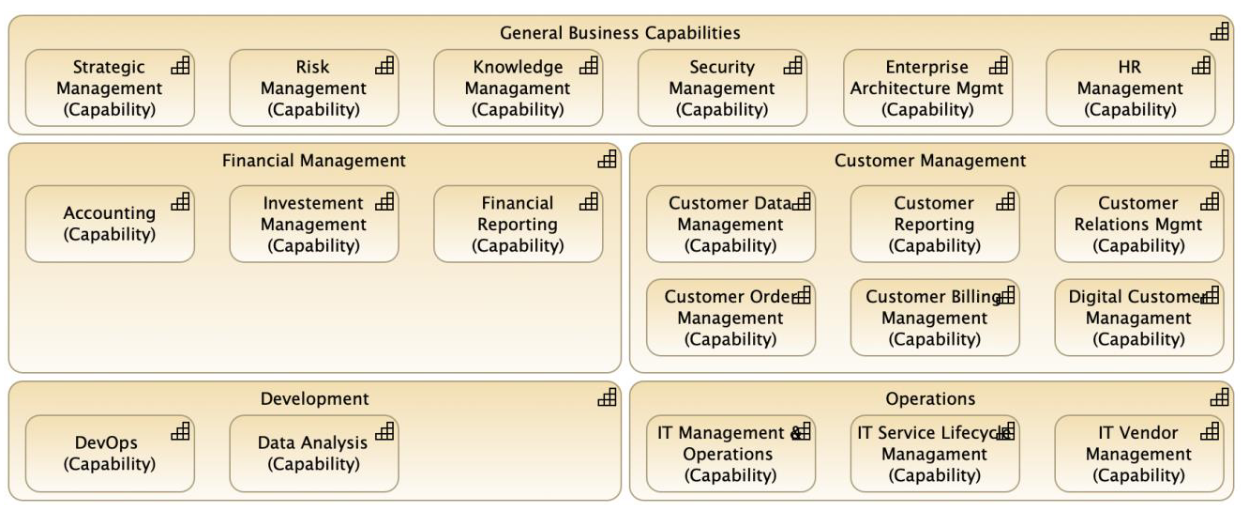 General Business Capabilities
Strategic
Management
(Capability)
Risk
Management
(Capability)
Knowledge
Managament
(Capability)
Security
Management
(Capability)
Enterprise
Architecture Mgmt
(Capability)
HR
Management
(Capability)
Financial Management
Accounting
(Capability)
Investement
Management
(Capability)
Financial
Reporting
(Capability)
Customer Management
Customer Data
Management
(Capability)
Customer
Reporting
(Capability)
Customer
Relations Mgmt
(Capability)
Customer Order
Management
(Capability)
Customer Billing
Management
(Capability)
Digital Customer
Managament
(Capability)
Development
DevOps
(Capability)
Data Analysis
(Capability)
Operations
IT Management &
Operations
(Capability)
IT Service Lifecycle
Managament
(Capability)
IT Vendor
Management
(Capability)